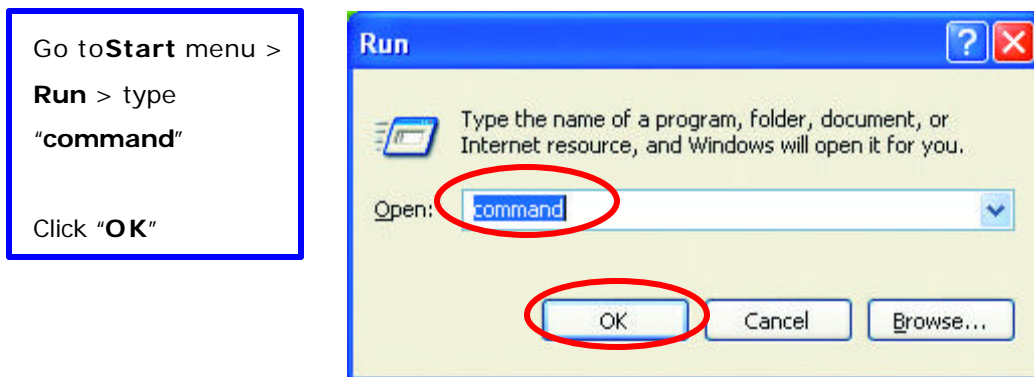 Go toStart menu >
Run > type
“command”
Click “OK”
Run
Type the name of a program, folder, document, or
Internet resource, and Windows will open it for you.
Open: command
OK Cancel Browse...